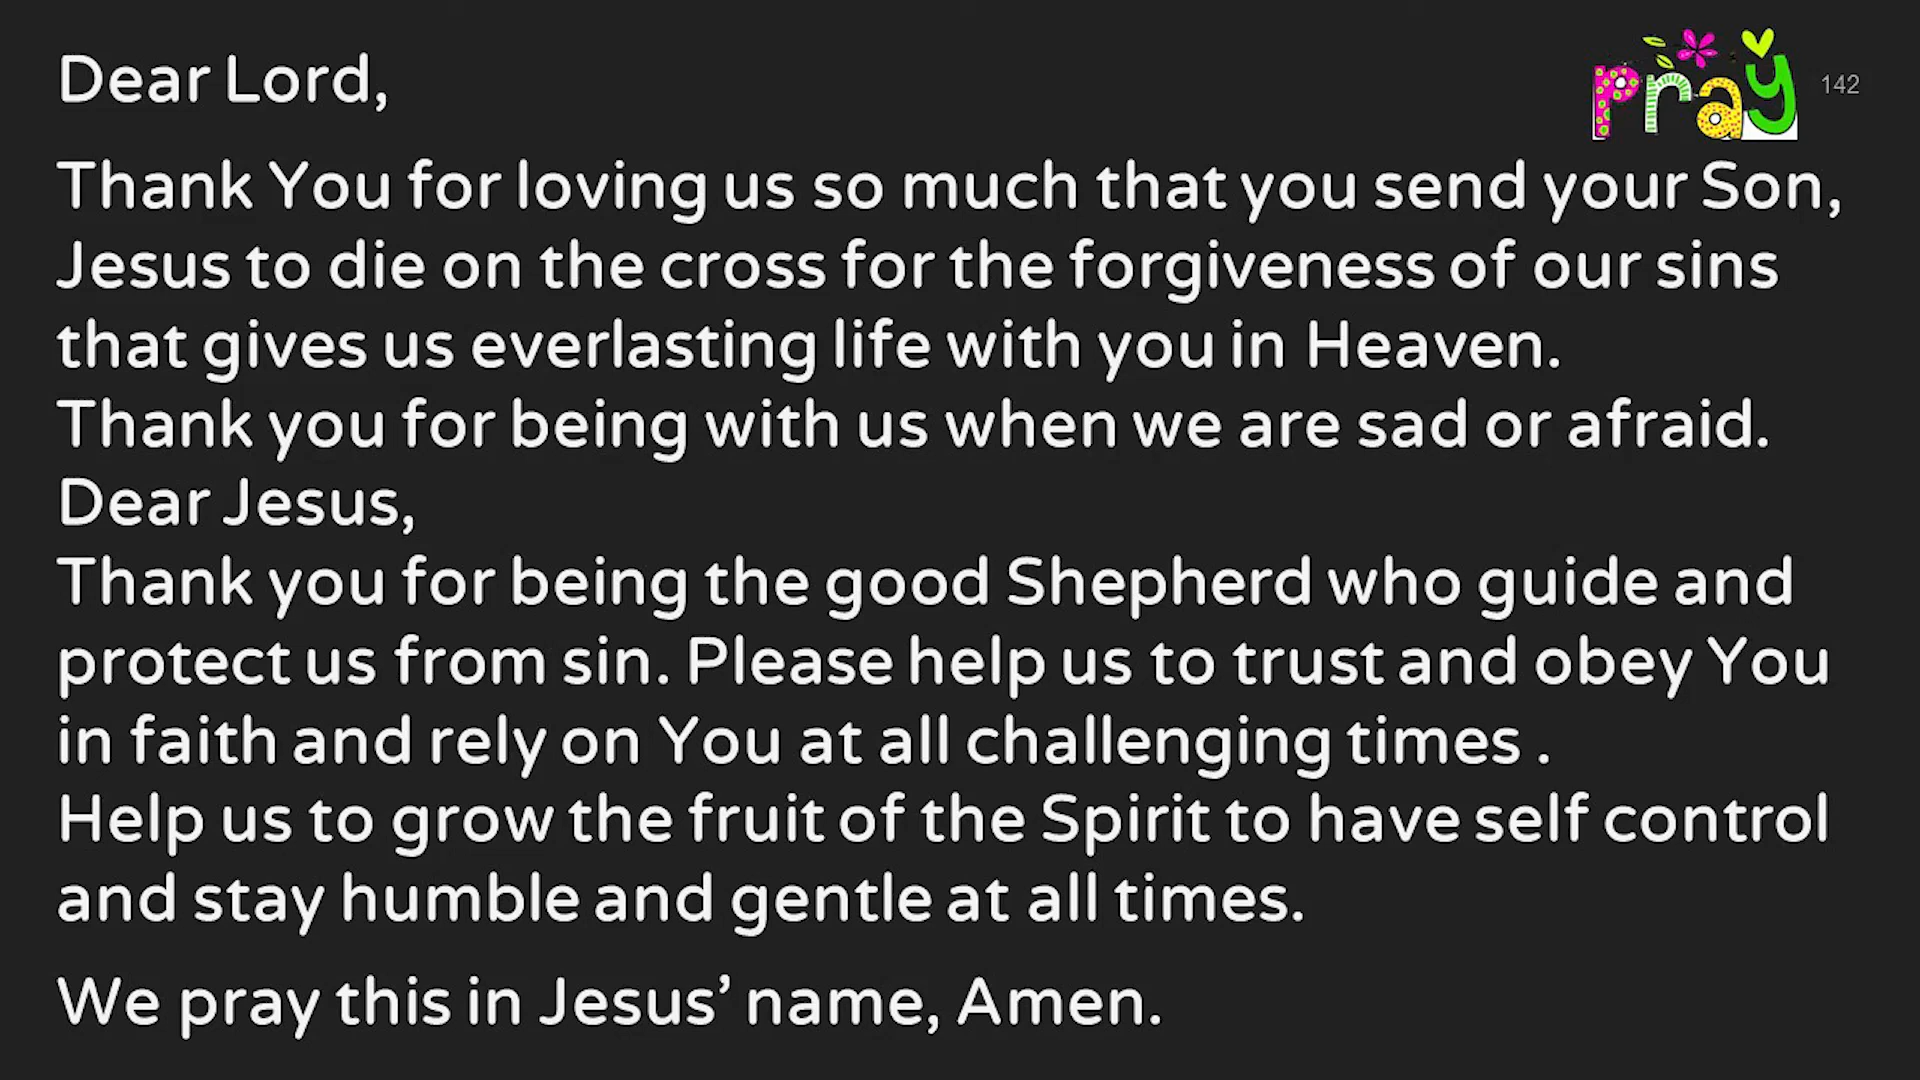 Dear Lord,
pray
142
Thank You for loving us so much that you send your Son,
Jesus to die on the cross for the forgiveness of our sins
that gives us everlasting life with you in Heaven.
Thank you for being with us when we are sad or afraid.
Dear Jesus,
Thank you for being the good Shepherd who guide and
protect us from sin. Please help us to trust and obey You
in faith and rely on You at all challenging times .
Help us to grow the fruit of the Spirit to have self control
and stay humble and gentle at all times.
We pray this in Jesus’ name, Amen.